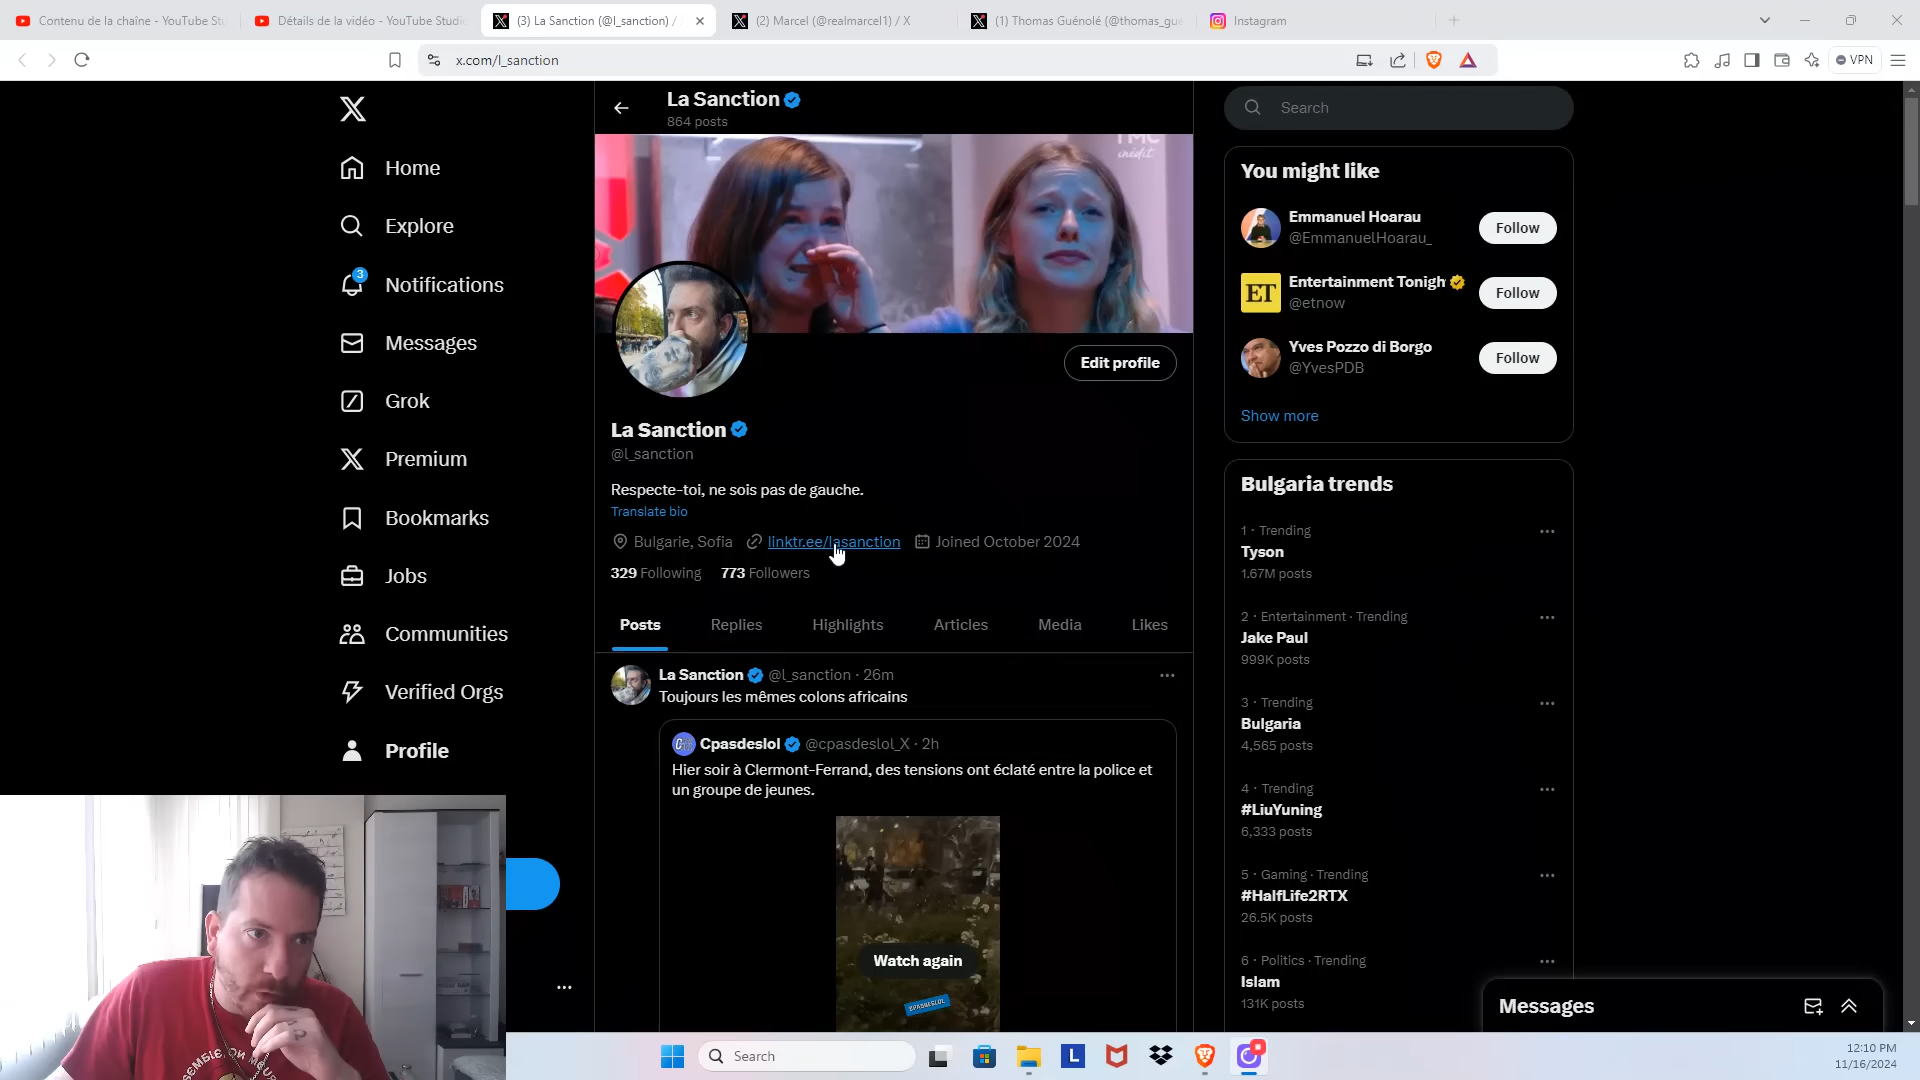 Contenu de la chaîne - YouTube Stu
Détails de la vidéo - YouTube Studio
(3) La Sanction (@l_sanction) /
(2) Marcel (@realmarcel1) / X
(1) Thomas Guénolé (@thomas_gue
Instagram
x.com/l_sanction
VPN
La Sanction
864 posts
Search
Home
Explore
3
Notifications
Messages
Grok
Premium
Bookmarks
Jobs
Communities
Verified Orgs
Profile
TMC
inédit
Edit profile
La Sanction
@l_sanction
Respecte-toi, ne sois pas de gauche.
Translate bio
Bulgarie, Sofia linktr.ee/lasanction Joined October 2024
329 Following 773 Followers
Posts Replies Highlights Articles Media Likes
La Sanction @l_sanction · 26m
Toujours les mêmes colons africains
Cpasdeslol @cpasdeslol_X · 2h
Hier soir à Clermont-Ferrand, des tensions ont éclaté entre la police et
un groupe de jeunes.
Watch again
CPASDESLOL
You might like
Emmanuel Hoarau
@EmmanuelHoarau_
Follow
ET
Entertainment Tonigh
@etnow
Follow
Yves Pozzo di Borgo
@YvesPDB
Follow
Show more
Bulgaria trends
1 · Trending
Tyson
1.67M posts
2 · Entertainment · Trending
Jake Paul
999K posts
3 · Trending
Bulgaria
4,565 posts
4 · Trending
#LiuYuning
6,333 posts
5 · Gaming · Trending
#HalfLife2RTX
26.5K posts
6 · Politics · Trending
Islam
131K posts
Messages
Search
L
12:10 PM
11/16/2024